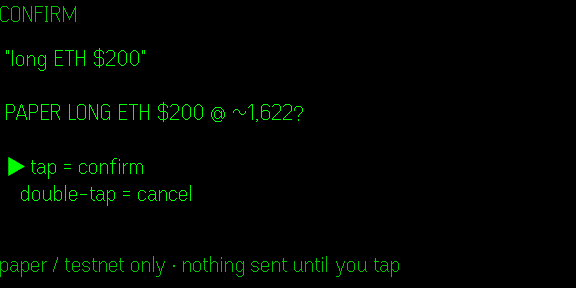 CONFIRM
"long ETH $200"
PAPER LONG ETH $200 @ ~1,622?
▶ tap = confirm
double-tap = cancel
paper / testnet only · nothing sent until you tap